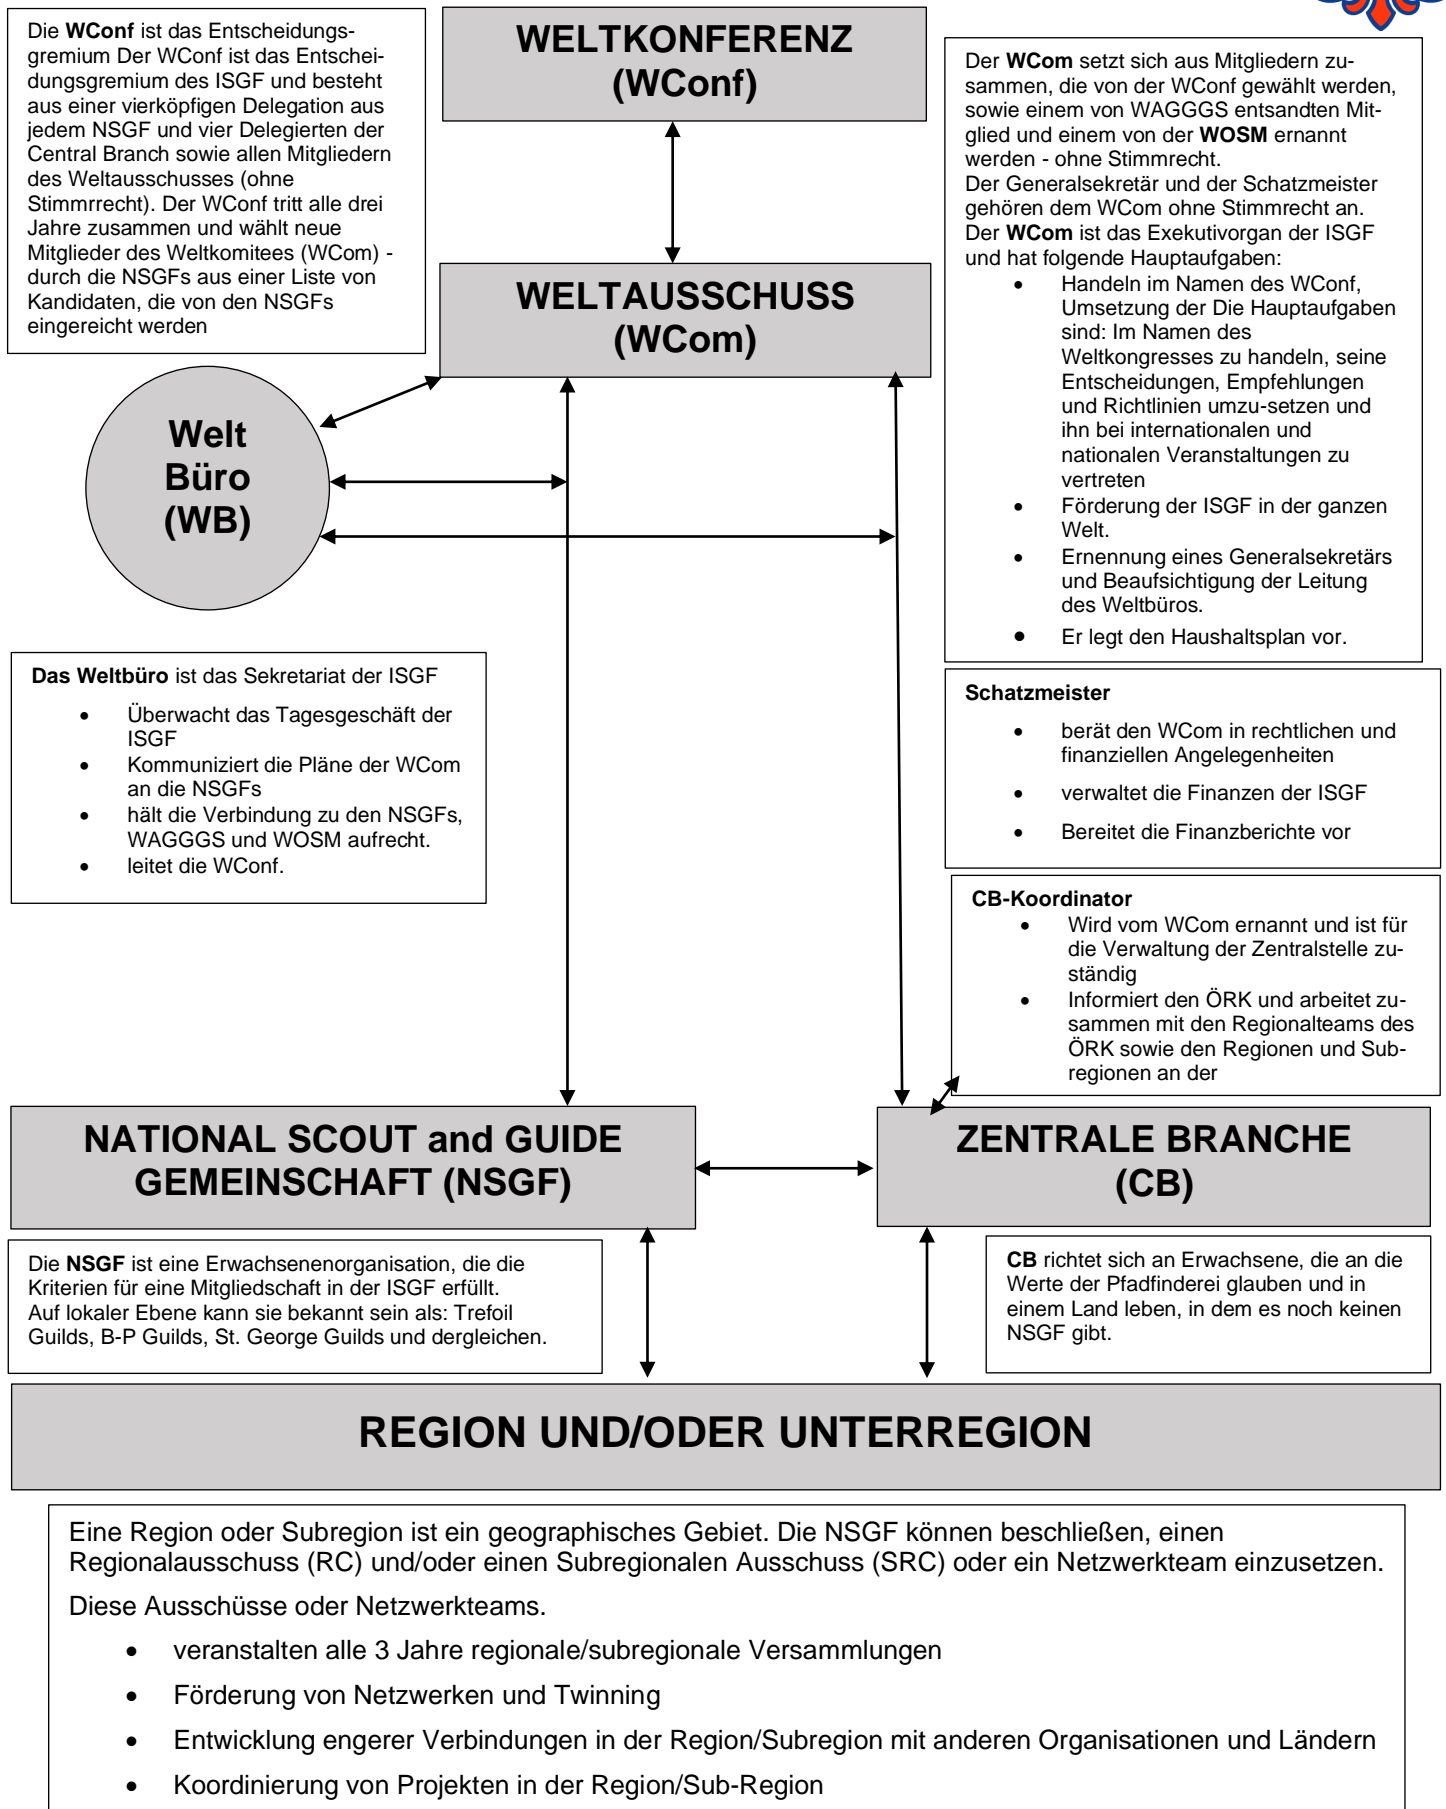 Die WConf ist das Entscheidungs-
gremium Der WConf ist das Entschei-
dungsgremium des ISGF und besteht
aus einer vierköpfigen Delegation aus
jedem NSGF und vier Delegierten der
Central Branch sowie allen Mitgliedern
des Weltausschusses (ohne
Stimmrrecht). Der WConf tritt alle drei
Jahre zusammen und wählt neue
Mitglieder des Weltkomitees (WCom) -
durch die NSGFs aus einer Liste von
Kandidaten, die von den NSGFs
eingereicht werden
WELTKONFERENZ
(WConf)
WELTAUSSCHUSS
(WCom)
Der WCom setzt sich aus Mitgliedern zu-
sammen, die von der WConf gewählt werden,
sowie einem von WAGGGS entsandten Mit-
glied und einem von der WOSM ernannt
werden - ohne Stimmrecht.
Der Generalsekretär und der Schatzmeister
gehören dem WCom ohne Stimmrecht an.
Der WCom ist das Exekutivorgan der ISGF
und hat folgende Hauptaufgaben:
• Handeln im Namen des WConf,
Umsetzung der Die Hauptaufgaben
sind: Im Namen des
Weltkongresses zu handeln, seine
Entscheidungen, Empfehlungen
und Richtlinien umzu-setzen und
ihn bei internationalen und
nationalen Veranstaltungen zu
vertreten
• Förderung der ISGF in der ganzen
Welt.
• Ernennung eines Generalsekretärs
und Beaufsichtigung der Leitung
des Weltbüros.
• Er legt den Haushaltsplan vor.
Welt
Büro
(WB)
Das Weltbüro ist das Sekretariat der ISGF
• Überwacht das Tagesgeschäft der
ISGF
• Kommuniziert die Pläne der WCom
an die NSGFs
• hält die Verbindung zu den NSGFs,
WAGGGS und WOSM aufrecht.
• leitet die WConf.
Schatzmeister
• berät den WCom in rechtlichen und
finanziellen Angelegenheiten
• verwaltet die Finanzen der ISGF
• Bereitet die Finanzberichte vor
CB-Koordinator
• Wird vom WCom ernannt und ist für
die Verwaltung der Zentralstelle zu-
ständig
• Informiert den ÖRK und arbeitet zu-
sammen mit den Regionalteams des
ÖRK sowie den Regionen und Sub-
regionen an der
NATIONAL SCOUT and GUIDE
GEMEINSCHAFT (NSGF)
ZENTRALE BRANCHE
(CB)
Die NSGF ist eine Erwachsenenorganisation, die die
Kriterien für eine Mitgliedschaft in der ISGF erfüllt.
Auf lokaler Ebene kann sie bekannt sein als: Trefoil
Guilds, B-P Guilds, St. George Guilds und dergleichen.
CB richtet sich an Erwachsene, die an die
Werte der Pfadfinderei glauben und in
einem Land leben, in dem es noch keinen
NSGF gibt.
REGION UND/ODER UNTERREGION
Eine Region oder Subregion ist ein geographisches Gebiet. Die NSGF können beschließen, einen
Regionalausschuss (RC) und/oder einen Subregionalen Ausschuss (SRC) oder ein Netzwerkteam einzusetzen.
Diese Ausschüsse oder Netzwerkteams.
• veranstalten alle 3 Jahre regionale/subregionale Versammlungen
• Förderung von Netzwerken und Twinning
• Entwicklung engerer Verbindungen in der Region/Subregion mit anderen Organisationen und Ländern
• Koordinierung von Projekten in der Region/Sub-Region